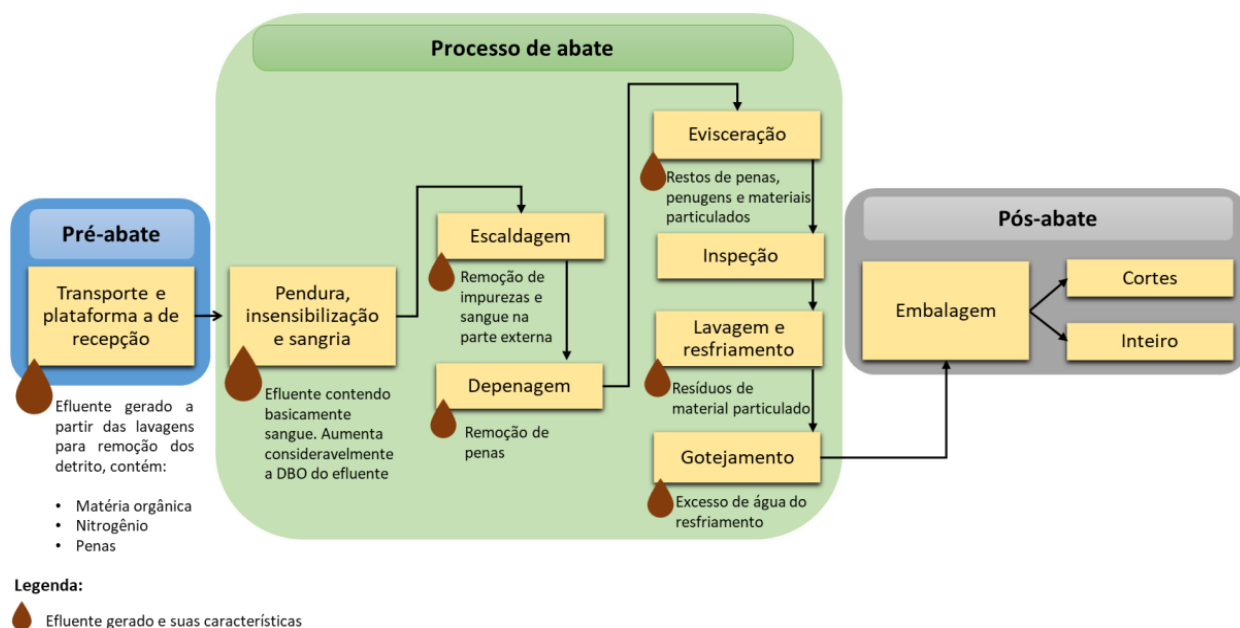 Processo de abate
Pré-abate
Transporte e
plataforma a de
recepção
Efluente gerado a
partir das lavagens
para remoção dos
detrito, contém:
• Matéria orgânica
• Nitrogênio
• Penas
Pendura,
insensibilização
e sangria
Efluente contendo
basicamente
sangue. Aumenta
consideravelmente
a DBO do efluente
Escaldagem
Remoção de
impurezas e
sangue na
parte externa
Depenagem
Remoção de
penas
Evisceração
Restos de penas,
penugens e materiais
particulados
Inspeção
Lavagem e
resfriamento
Resíduos de
material particulado
Gotejamento
Excesso de água do
resfriamento
Pós-abate
Embalagem
Cortes
Inteiro
Legenda:
Efluente gerado e suas características